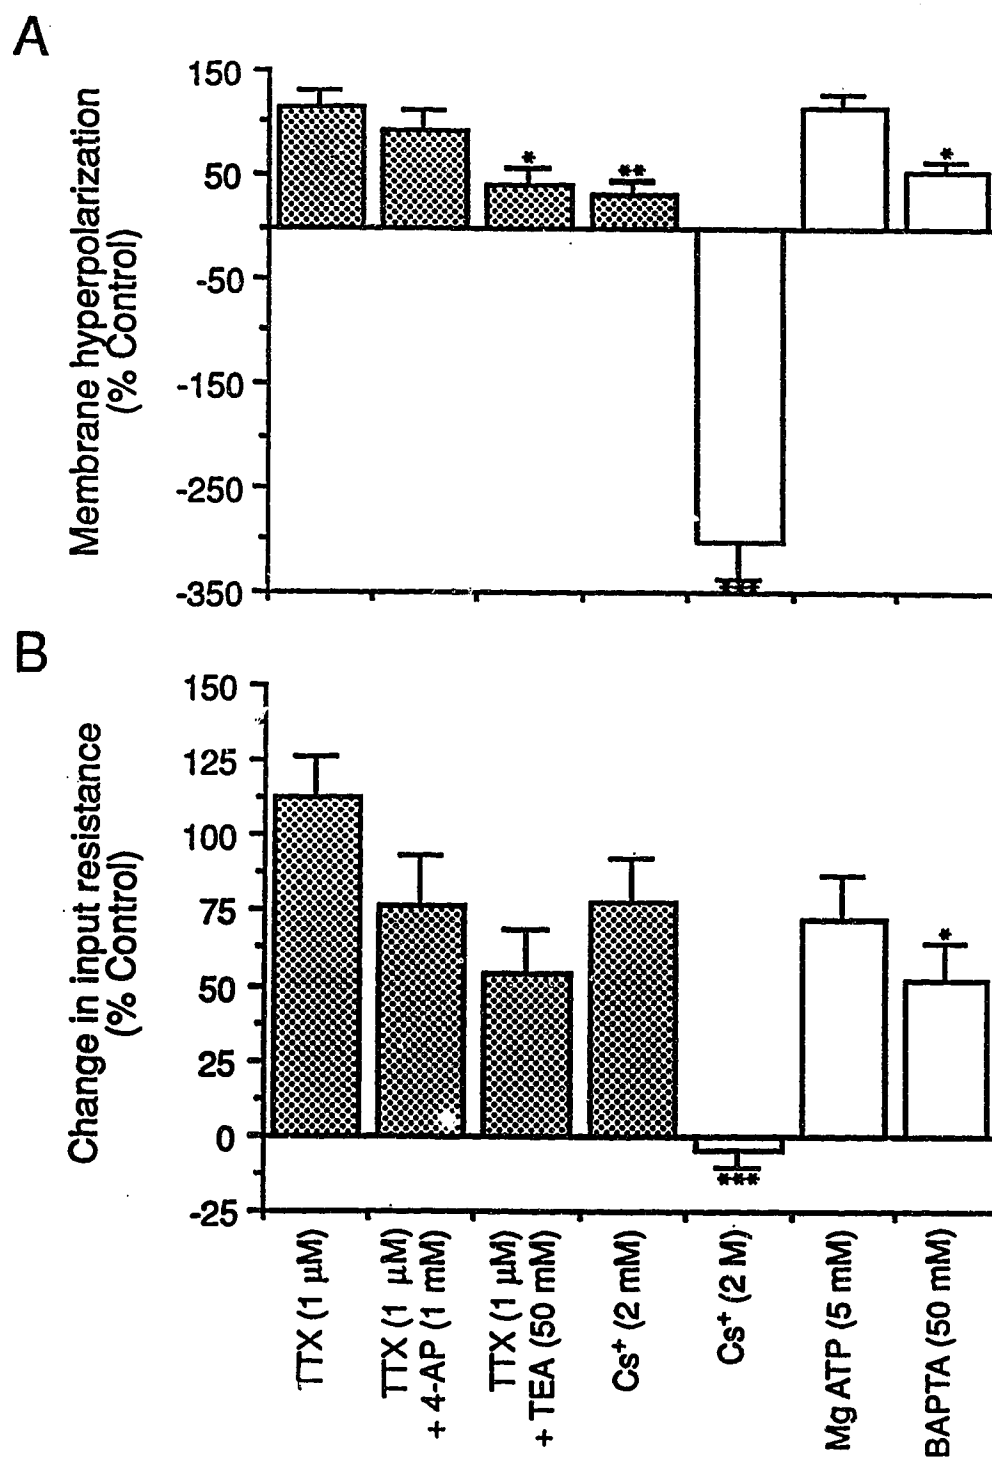 A
150
50
-50
-150
-250
-350
Membrane hyperpolarization
(% Control)
*
**
***
*
B
150
125
100
75
50
25
0
-25
Change in input resistance
(% Control)
***
*
TTX (1 µM)
TTX (1 µM)
+ 4-AP (1 mM)
TTX (1 µM)
+ TEA (50 mM)
Cs+ (2 mM)
Cs+ (2 M)
Mg ATP (5 mM)
BAPTA (50 mM)